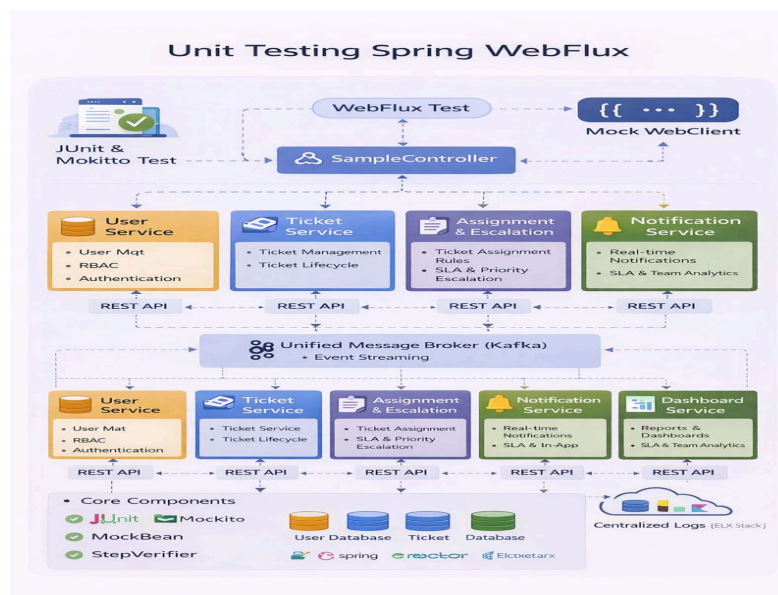 Unit Testing Spring WebFlux
WebFlux Test
{{ ••• }}
Mock WebClient
JUnit &
Mokitto Test
SampleController
User
Service
• User Mqt
• RBAC
• Authentication
Ticket
Service
• Ticket Management
• Ticket Lifecycle
Assignment
& Escalation
• Ticket Assignment
Rules
• SLA & Priority
Escalation
Notification
Service
• Real-time
Notifications
• SLA & Team Analytics
REST API
REST API
REST API
REST API
Unified Message Broker (Kafka)
• Event Streaming
User
Service
• User Mat
• RBAC
• Authentication
Ticket
Service
• Ticket Service
• Ticket Lifecycle
Assignment
& Escalation
• Ticket Assignment
• SLA & Priority
Escalation
Notification
Service
• Real-time
Notifications
• SLA & In-App
Dashboard
Service
• Reports &
Dashboards
• SLA & Team Analytics
REST API
REST API
REST API
REST API
REST API
• Core Components
JUnit
Mockito
MockBean
StepVerifier
User Database
Ticket
Database
spring
Centralized Logs (ELX Stack)